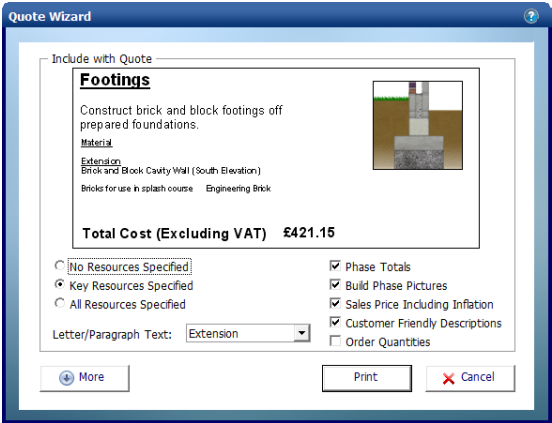 Quote Wizard
?
Include with Quote
Footings
Construct brick and block footings off
prepared foundations.
Material
Extension
Brick and Block Cavity Wall (South Elevation)
Bricks for use in splash course Engineering Brick
Total Cost (Excluding VAT) £421.15
No Resources Specified
Key Resources Specified
All Resources Specified
Letter/Paragraph Text: Extension
Phase Totals
Build Phase Pictures
Sales Price Including Inflation
Customer Friendly Descriptions
Order Quantities
More
Print
Cancel